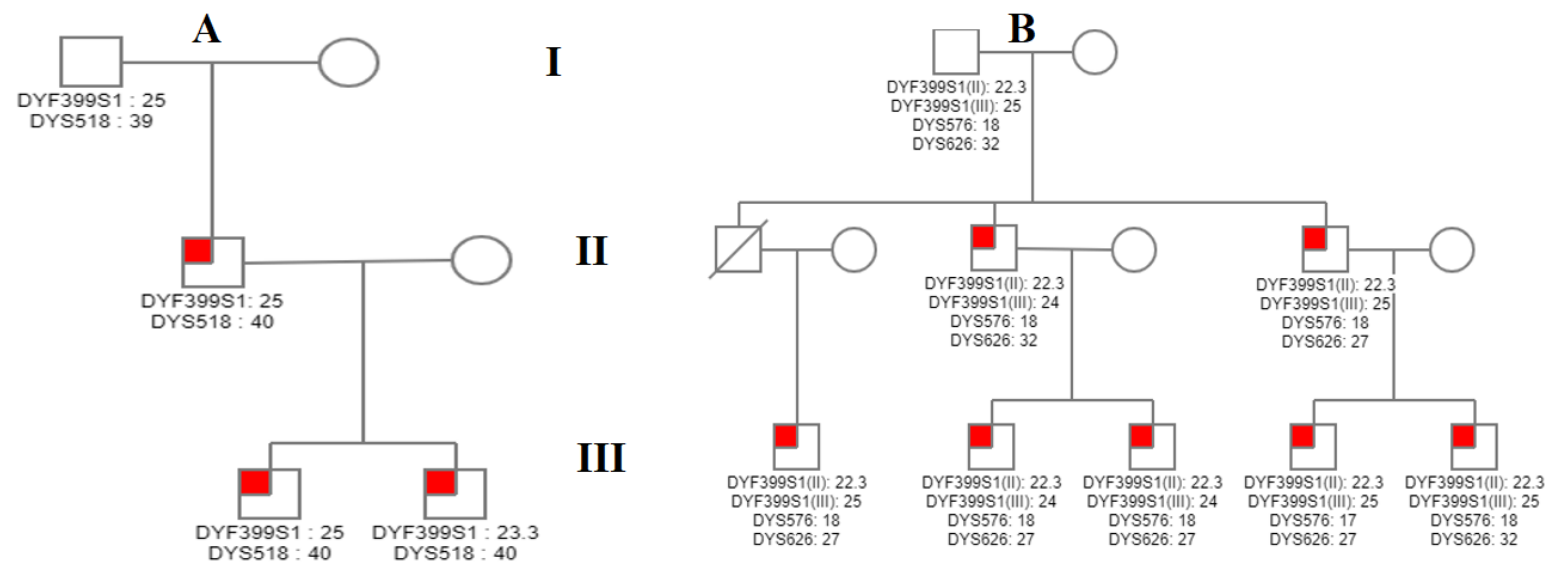 A
B
I
DYF399S1 : 25
DYS518 : 39
DYF399S1(II): 22.3
DYF399S1(III): 25
DYS576: 18
DYS626: 32
II
DYF399S1: 25
DYS518 : 40
DYF399S1(II): 22.3
DYF399S1(III): 24
DYS576: 18
DYS626: 32
DYF399S1(II): 22.3
DYF399S1(III): 25
DYS576: 18
DYS626: 27
III
DYF399S1 : 25
DYS518 : 40
DYF399S1 : 23.3
DYS518 : 40
DYF399S1(II): 22.3
DYF399S1(III): 25
DYS576: 18
DYS626: 27
DYF399S1(II): 22.3
DYF399S1(III): 24
DYS576: 18
DYS626: 27
DYF399S1(II): 22.3
DYF399S1(III): 24
DYS576: 18
DYS626: 27
DYF399S1(II): 22.3
DYF399S1(III): 25
DYS576: 17
DYS626: 27
DYF399S1(II): 22.3
DYF399S1(III): 25
DYS576: 18
DYS626: 32